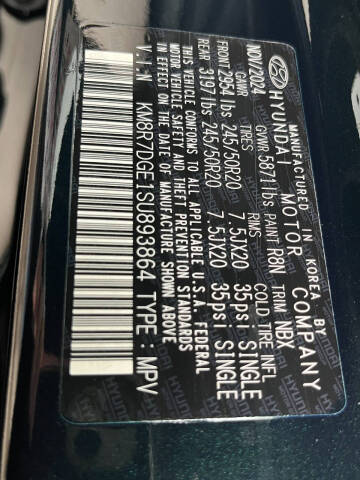 MANUFACTURED IN KOREA BY
HYUNDAI MOTOR COMPANY
NOV/2024 GVWR 5871 lbs PAINT R8N TRIM NBX
GAWR TIRES RIMS COLD TIRE INFL
FRONT 2954 lbs 245/50R20 7.5JX20 35psi SINGLE
REAR 3197 lbs 245/50R20 7.5JX20 35psi SINGLE
THIS VEHICLE CONFORMS TO ALL APPLICABLE U.S.A. FEDERAL
MOTOR VEHICLE SAFETY AND THEFT PREVENTION STANDARDS
IN EFFECT ON THE DATE OF MANUFACTURE SHOWN ABOVE
V.I.N : KM8R7DGE1SU893864 TYPE : MPV